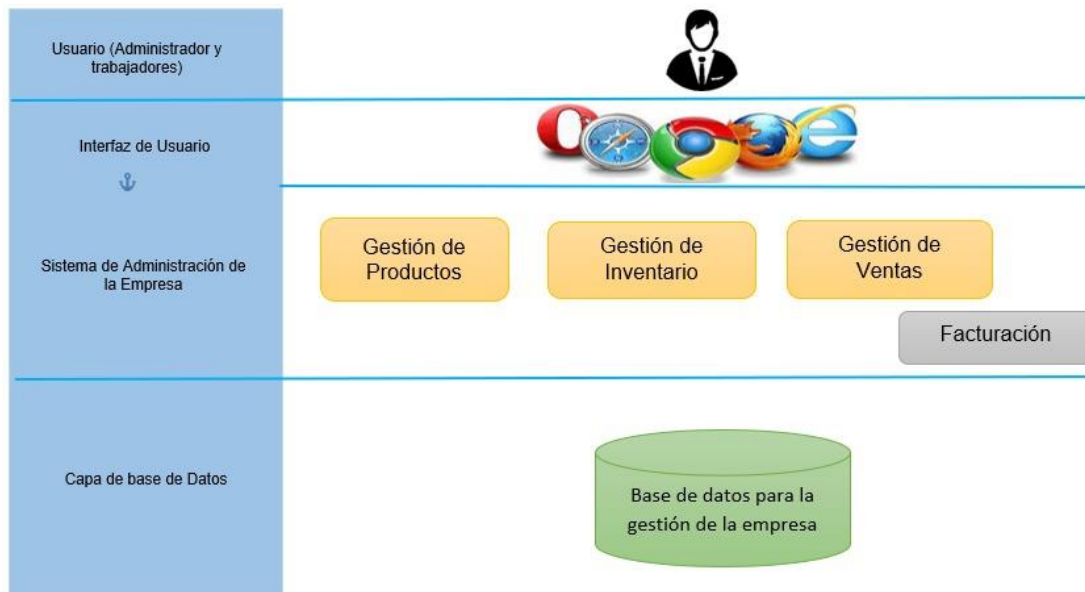 Usuario (Administrador y
trabajadores)
Interfaz de Usuario
Sistema de Administración de
la Empresa
Gestión de
Productos
Gestión de
Inventario
Gestión de
Ventas
Facturación
Capa de base de Datos
Base de datos para la
gestión de la empresa